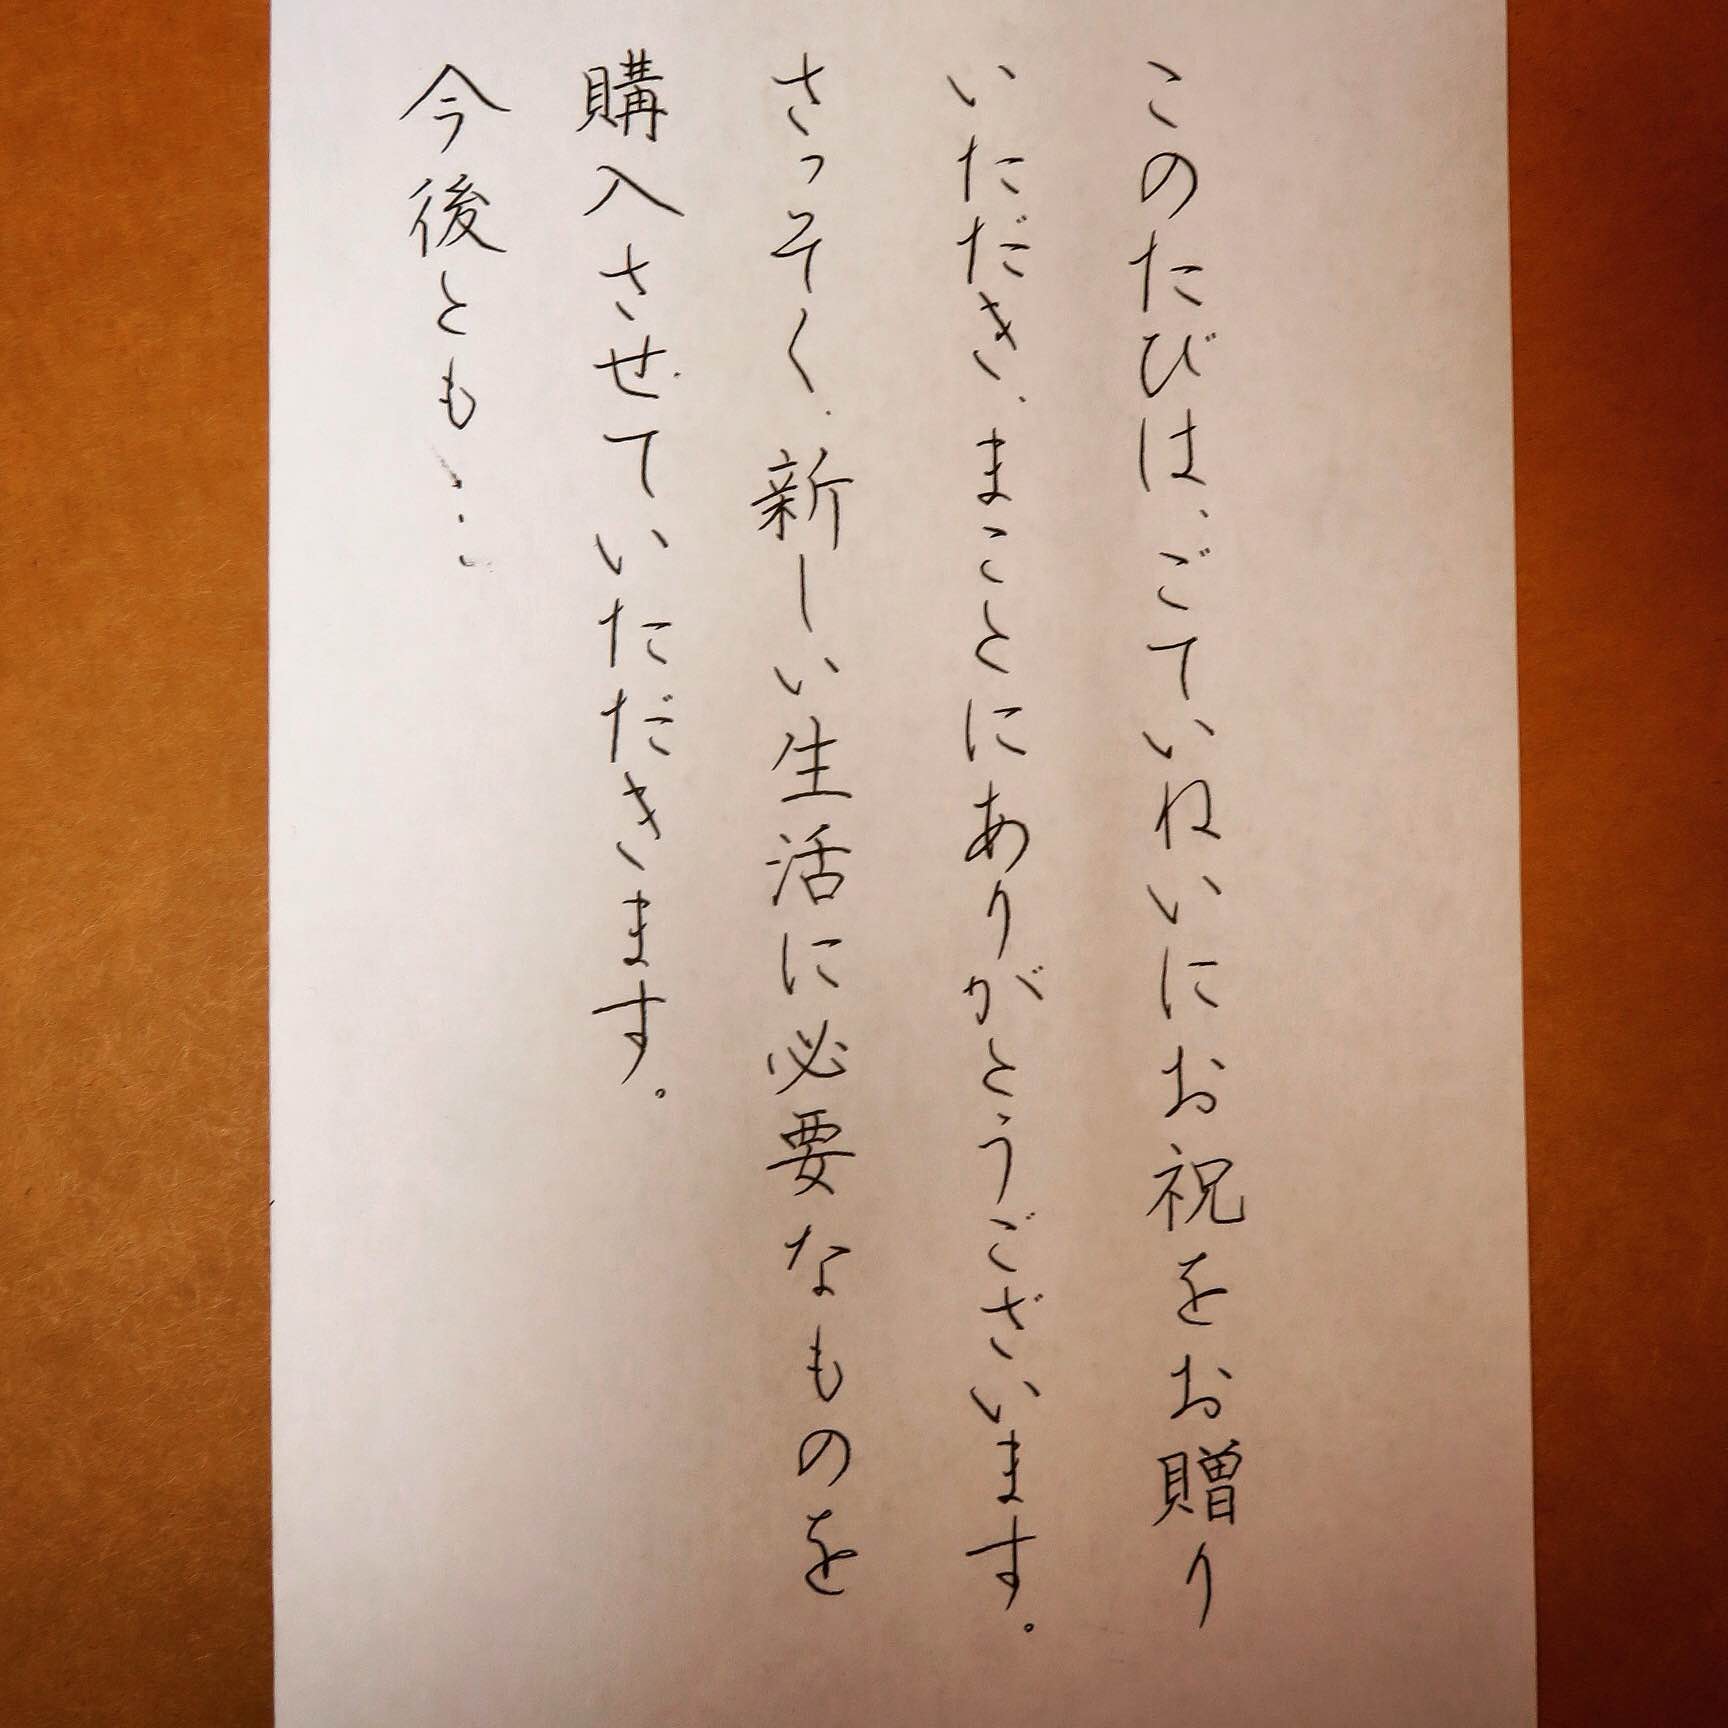 このたびは、ごていねいにお祝をお贈り
いただき、まことにありがとうございます。
さっそく、新しい生活に必要なものを
購入させていただきます。
今後とも…